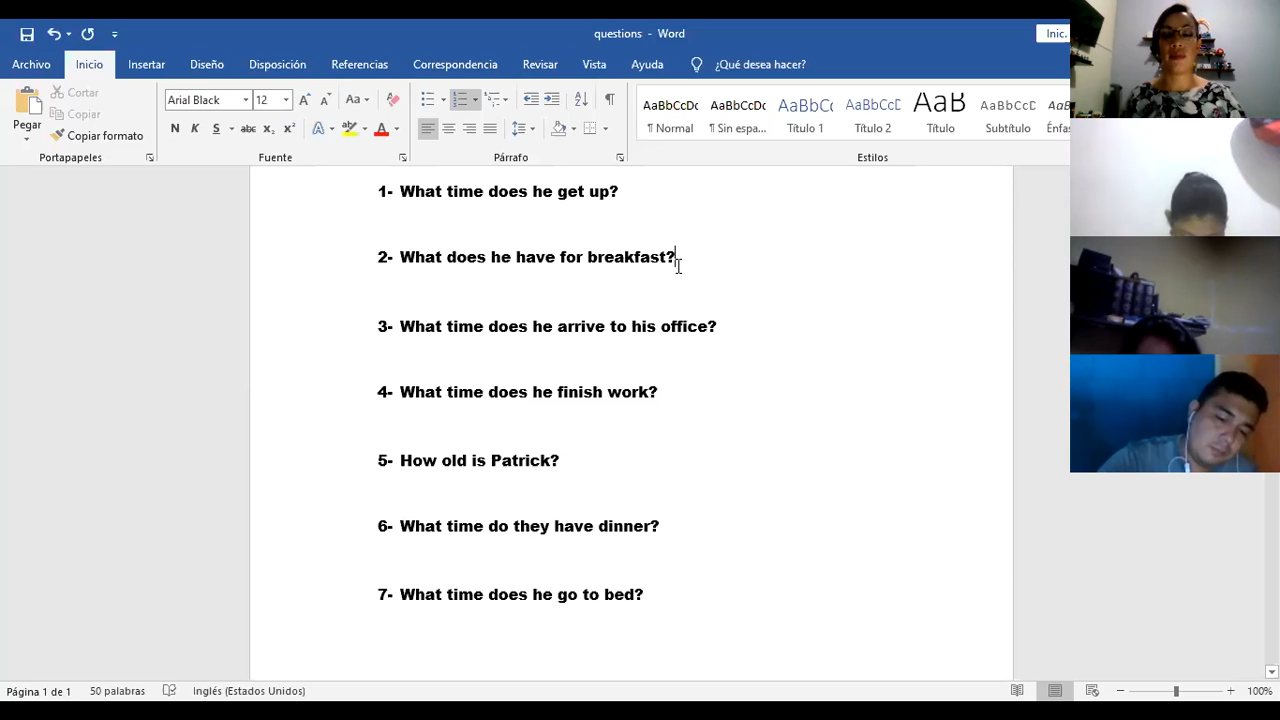 questions - Word
Inic.
Archivo Inicio Insertar Diseño Disposición Referencias Correspondencia Revisar Vista Ayuda ¿Qué desea hacer?
Pegar
Cortar
Copiar
Copiar formato
Portapapeles
Arial Black 12
N K S abc x₂ x²
Fuente
Párrafo
AaBbCcDc AaBbCcDc AaBbCc AaBbCcD AaB AaBbCcD AaBb
¶ Normal ¶ Sin espa... Título 1 Título 2 Título Subtítulo Énfas
Estilos
1- What time does he get up?
2- What does he have for breakfast?
3- What time does he arrive to his office?
4- What time does he finish work?
5- How old is Patrick?
6- What time do they have dinner?
7- What time does he go to bed?
Página 1 de 1 50 palabras Inglés (Estados Unidos) 100%